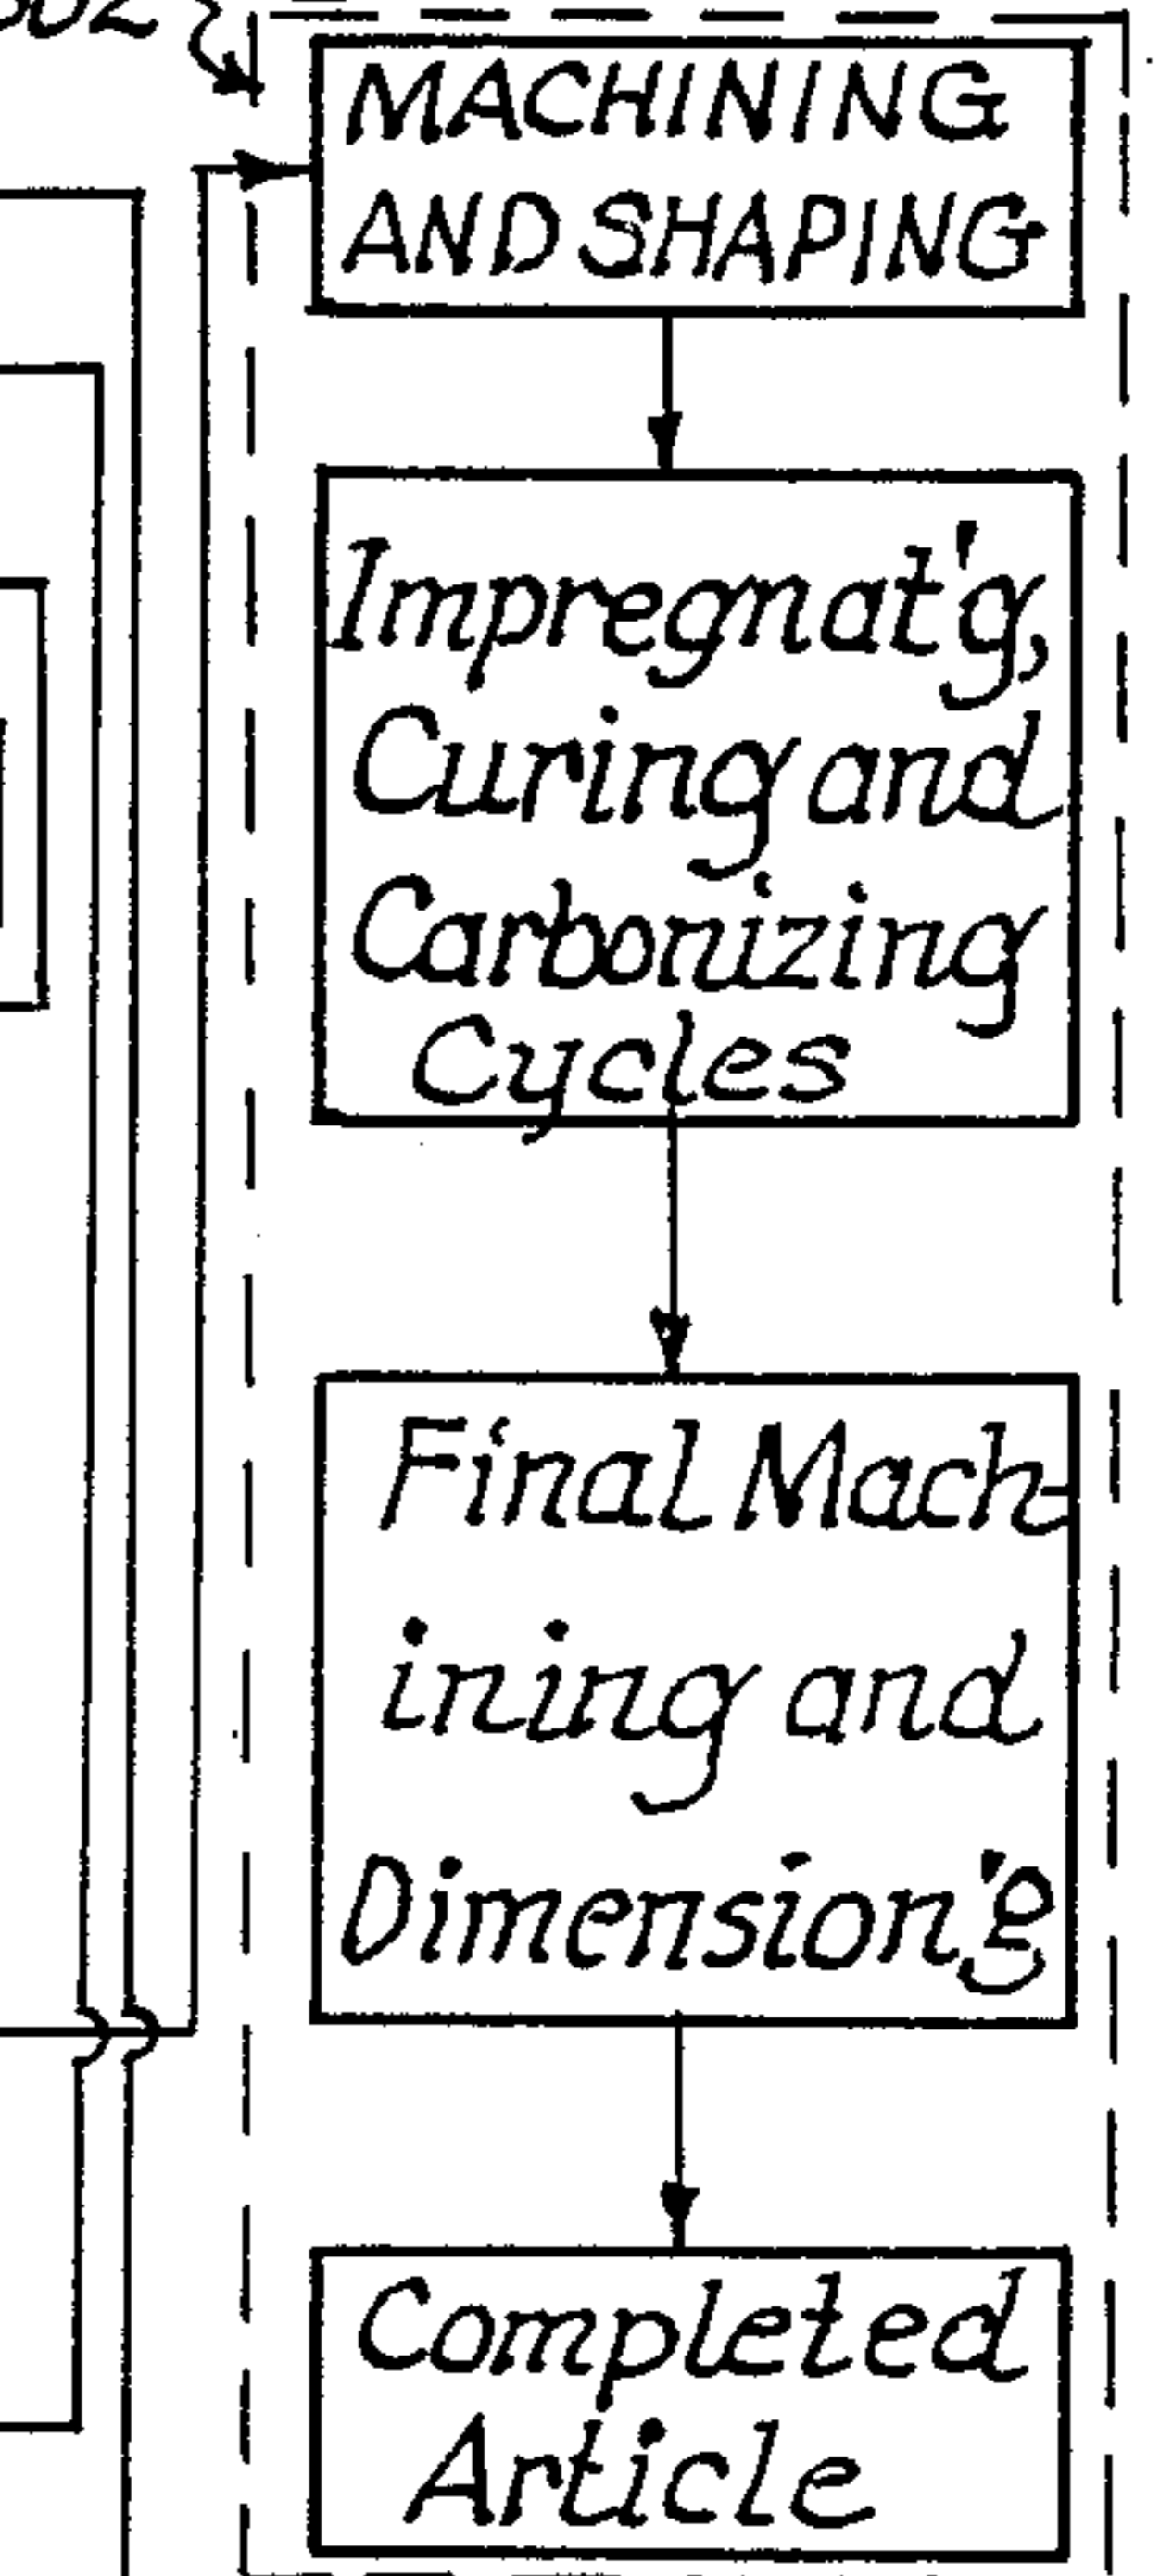 MACHINING
AND SHAPING
Impregnat'g,
Curing and
Carbonizing
Cycles
Final Mach-
ining and
Dimension'g
Completed
Article